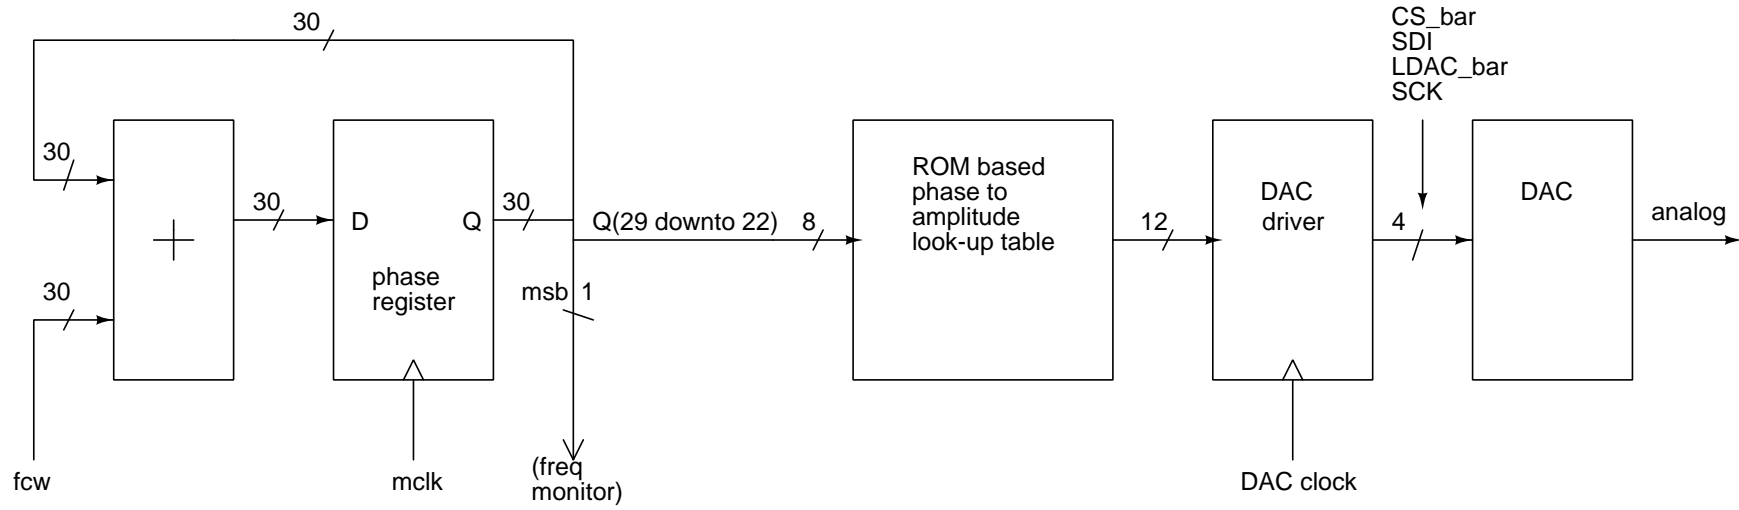 CS_bar
SDI
LDAC_bar
SCK
30
30
30
30
30
D
Q
phase
register
Q(29 downto 22)
8
msb 1
ROM based
phase to
amplitude
look-up table
12
DAC
driver
4
DAC
analog
fcw
mclk
(freq
monitor)
DAC clock